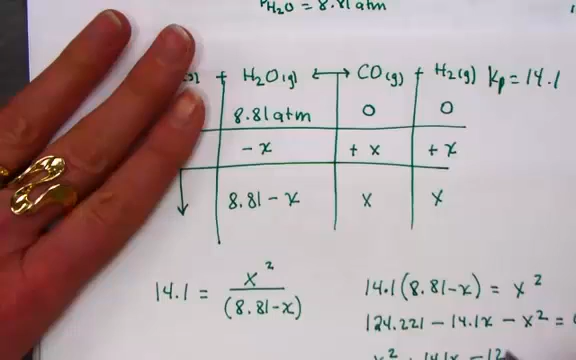 PH2O = 8.81 atm
+ H2O(g) ⟷ CO(g) + H2(g) Kp = 14.1
8.81 atm 0 0
- x + x + x
8.81 - x x x
14.1 = x² / (8.81-x)
14.1(8.81-x) = x²
124.221 - 14.1x - x² =